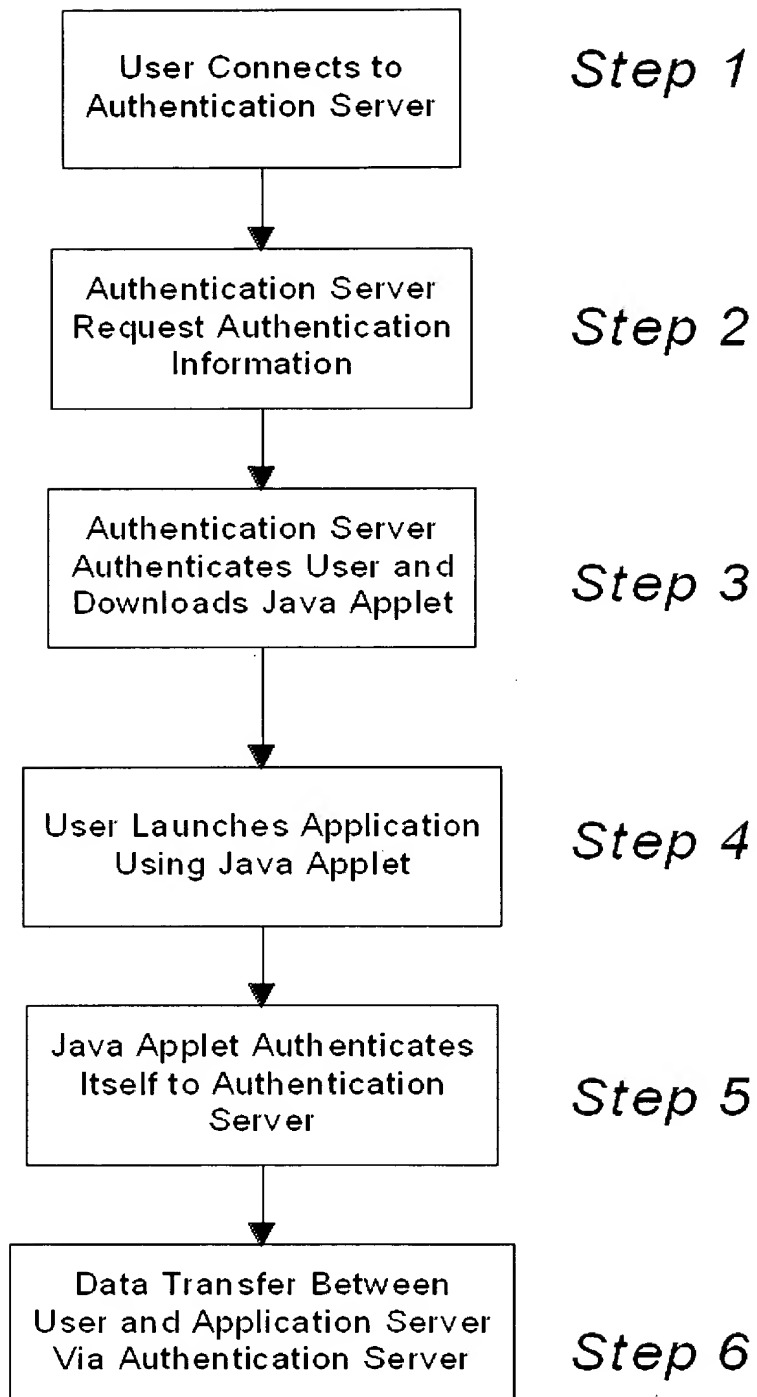 User Connects to
Authentication Server
Step 1
Authentication Server
Request Authentication
Information
Step 2
Authentication Server
Authenticates User and
Downloads Java Applet
Step 3
User Launches Application
Using Java Applet
Step 4
Java Applet Authenticates
Itself to Authentication
Server
Step 5
Data Transfer Between
User and Application Server
Via Authentication Server
Step 6